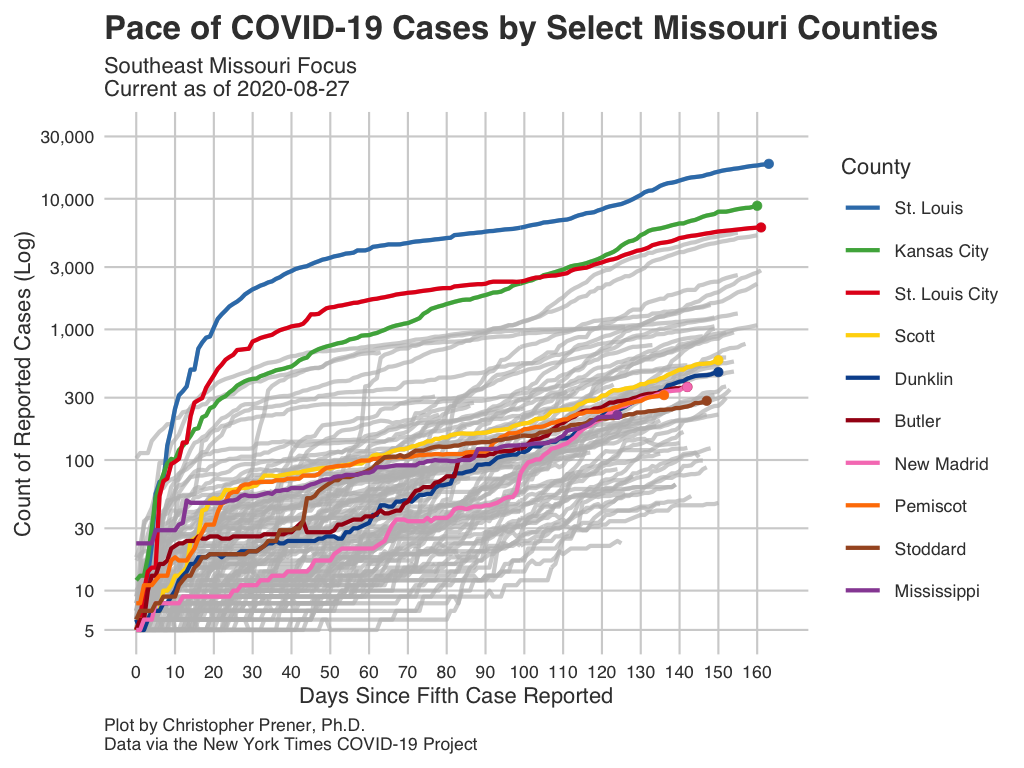 Pace of COVID-19 Cases by Select Missouri Counties
Southeast Missouri Focus
Current as of 2020-08-27
Count of Reported Cases (Log)
30,000
10,000
3,000
1,000
300
100
30
10
5
0 10 20 30 40 50 60 70 80 90 100 110 120 130 140 150 160
Days Since Fifth Case Reported
County
St. Louis
Kansas City
St. Louis City
Scott
Dunklin
Butler
New Madrid
Pemiscot
Stoddard
Mississippi
Plot by Christopher Prener, Ph.D.
Data via the New York Times COVID-19 Project